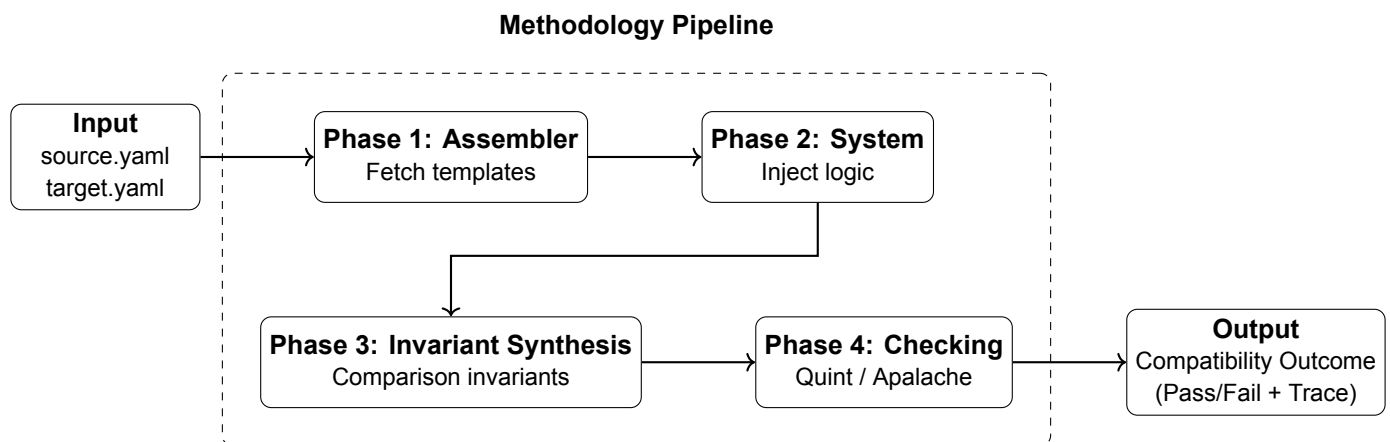 Methodology Pipeline
Input
source.yaml
target.yaml
Phase 1: Assembler
Fetch templates
Phase 2: System
Inject logic
Phase 3: Invariant Synthesis
Comparison invariants
Phase 4: Checking
Quint / Apalache
Output
Compatibility Outcome
(Pass/Fail + Trace)